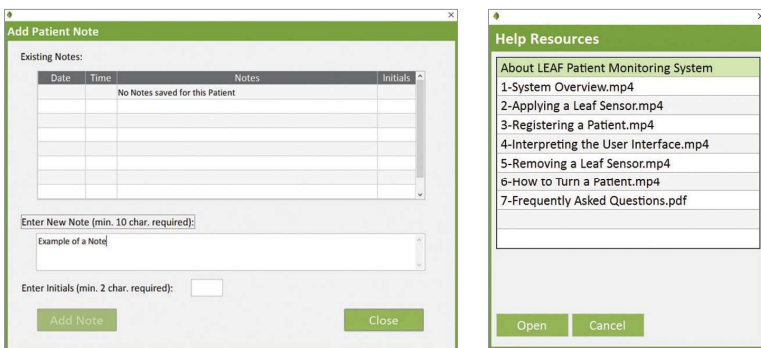 Add Patient Note
Existing Notes:
Date Time Notes Initials
No Notes saved for this Patient
Enter New Note (min. 10 char. required):
Example of a Note
Enter Initials (min. 2 char. required):
Add Note Close
Help Resources
About LEAF Patient Monitoring System
1-System Overview.mp4
2-Applying a Leaf Sensor.mp4
3-Registering a Patient.mp4
4-Interpreting the User Interface.mp4
5-Removing a Leaf Sensor.mp4
6-How to Turn a Patient.mp4
7-Frequently Asked Questions.pdf
Open Cancel